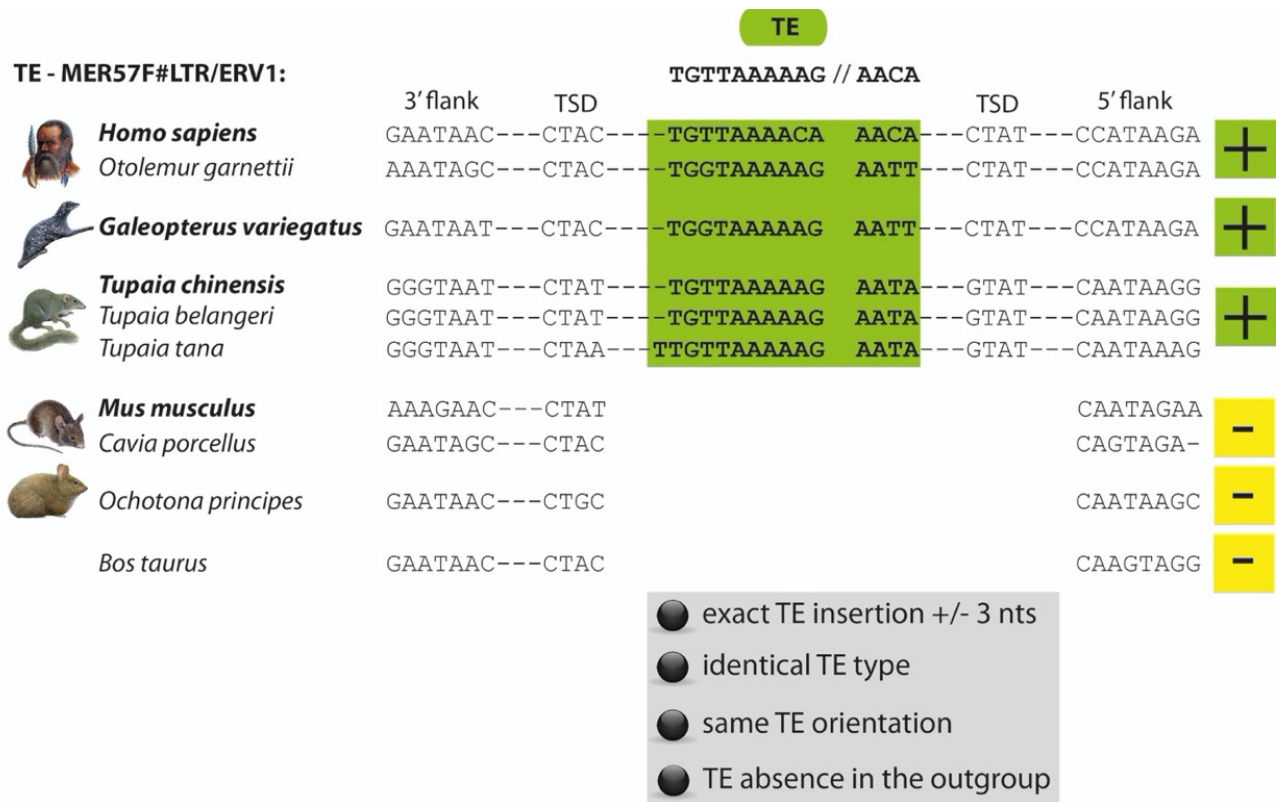 TE
TE - MER57F#LTR/ERV1: TGTTAAAAAG // AACA
3' flank TSD TSD 5' flank
Homo sapiens GAATAAC---CTAC----TGTTAAAACA AACA---CTAT---CCATAAGA +
Otolemur garnettii AAATAGC---CTAC----TGGTAAAAAG AATT---CTAT---CCATAAGA
Galeopterus variegatus GAATAAT---CTAC----TGGTAAAAAG AATT---CTAT---CCATAAGA +
Tupaia chinensis GGGTAAT---CTAT----TGTTAAAAAG AATA---GTAT---CAATAAGG
Tupaia belangeri GGGTAAT---CTAT----TGTTAAAAAG AATA---GTAT---CAATAAGG +
Tupaia tana GGGTAAT---CTAA---TTGTTAAAAAG AATA---GTAT---CAATAAAG
Mus musculus AAAGAAC---CTAT CAATAGAA -
Cavia porcellus GAATAGC---CTAC CAGTAGA-
Ochotona principes GAATAAC---CTGC CAATAAGC -
Bos taurus GAATAAC---CTAC CAAGTAGG -
exact TE insertion +/- 3 nts
identical TE type
same TE orientation
TE absence in the outgroup